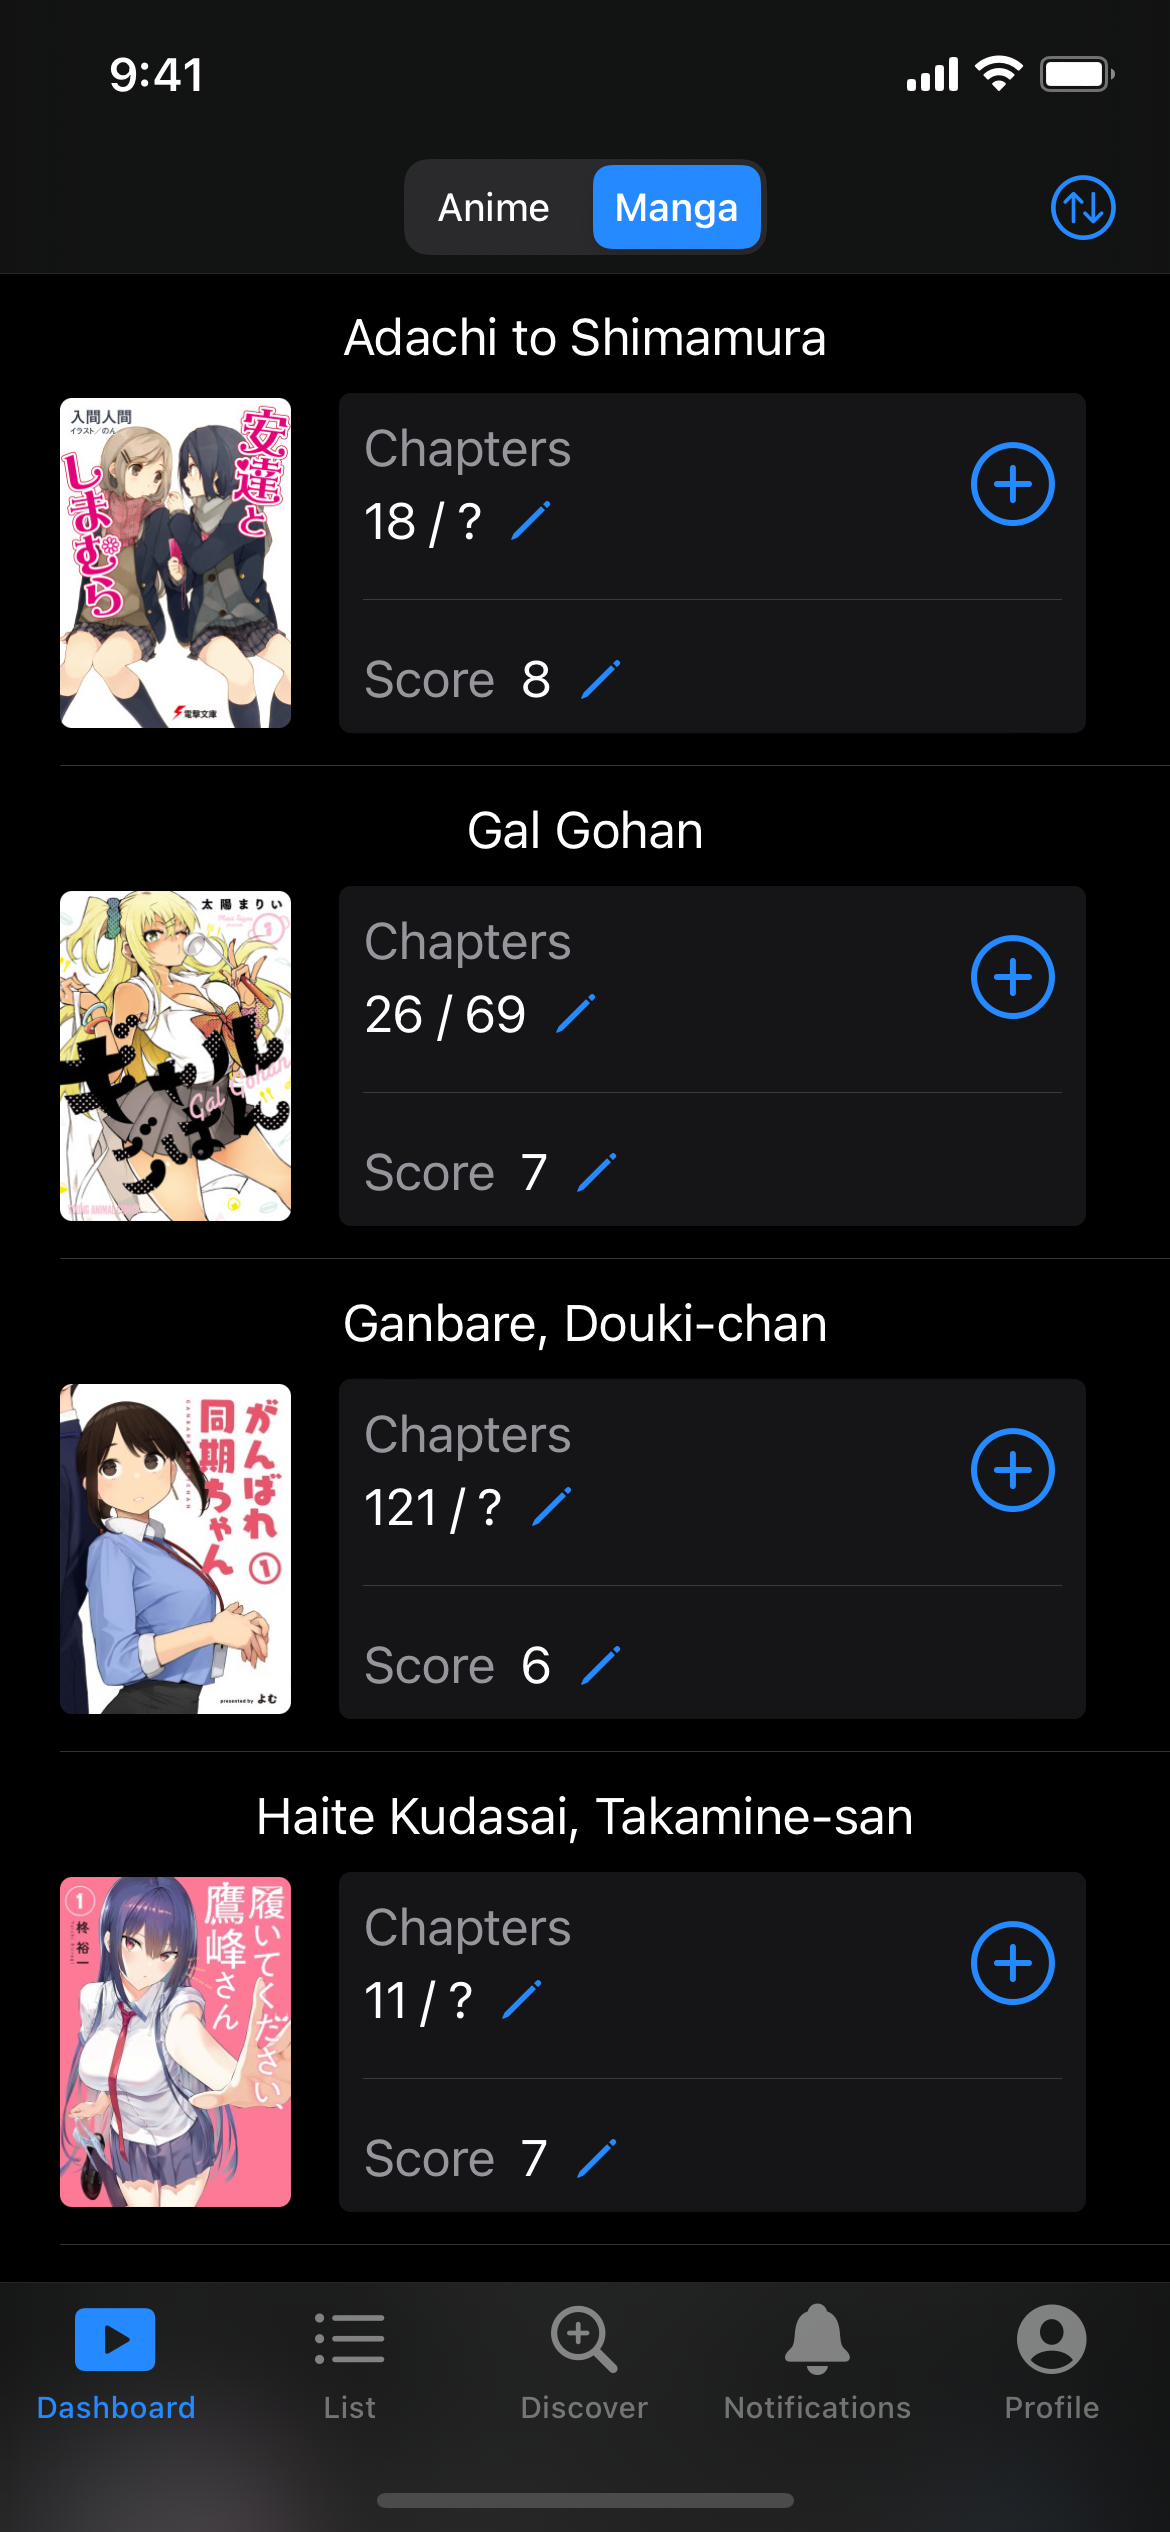 9:41
Anime
Manga
Adachi to Shimamura
入間人間
イラスト/のん
安達と
しまむら
電撃文庫
Chapters
18 / ?
Score 8
Gal Gohan
太陽まりい
1
ギャル
ごはん
Gal Gohan
Chapters
26 / 69
Score 7
Ganbare, Douki-chan
がんばれ
同期ちゃん
1
presented by よむ
Chapters
121 / ?
Score 6
Haite Kudasai, Takamine-san
1
柊裕一
履いてください、
鷹峰さん
Chapters
11 / ?
Score 7
Dashboard
List
Discover
Notifications
Profile